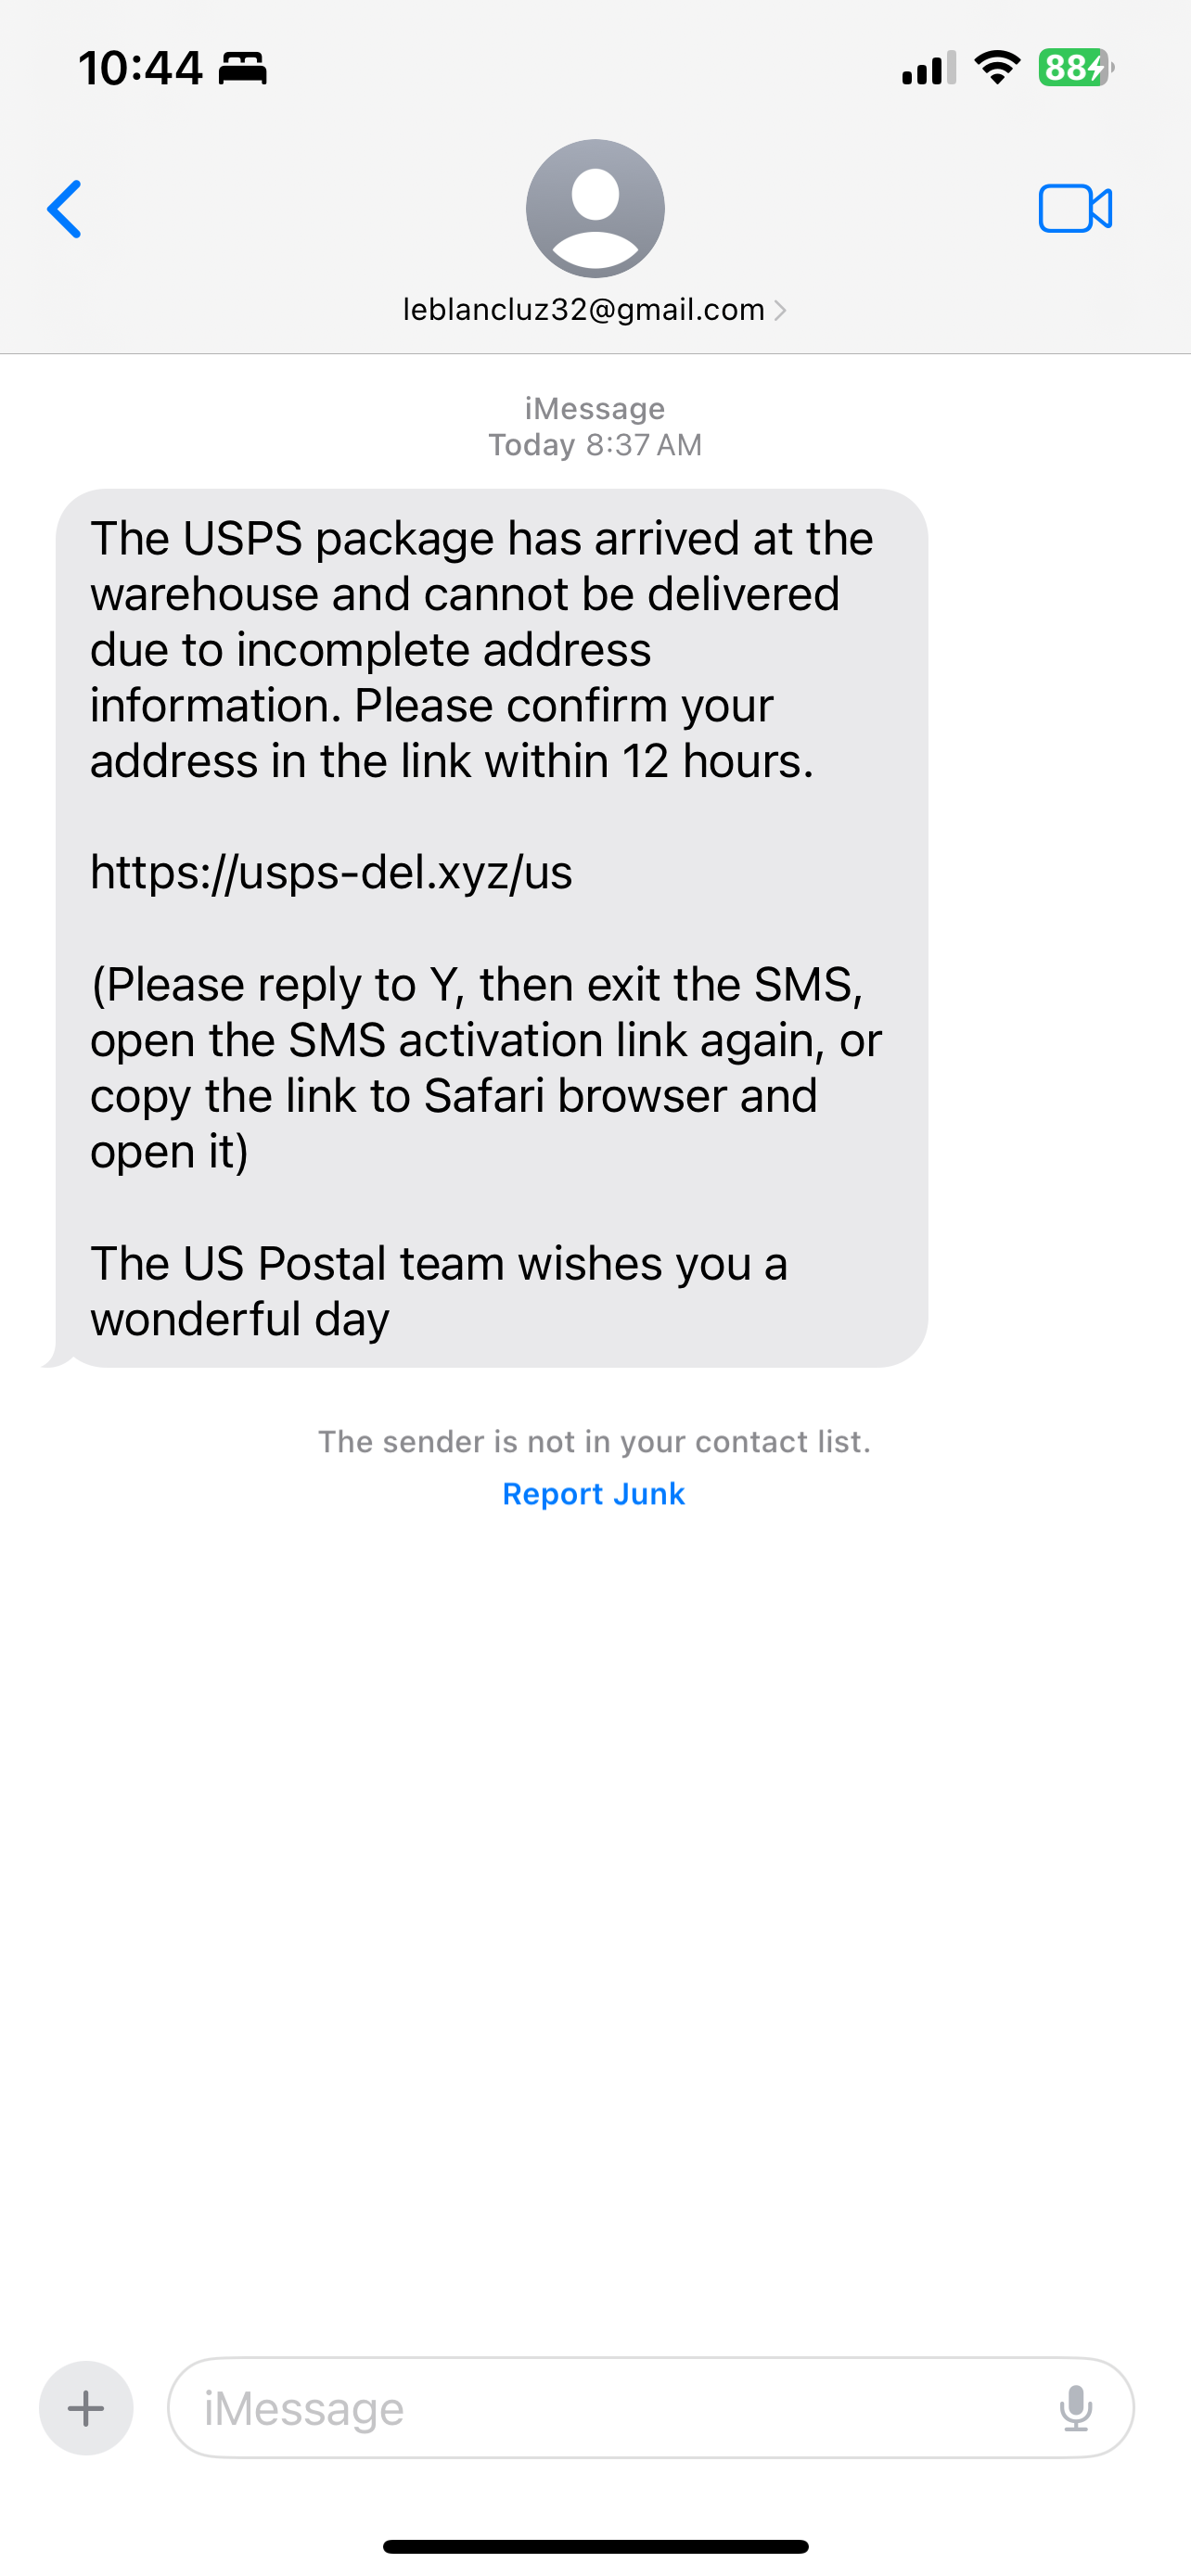 10:44
88
leblancluz32@gmail.com
iMessage
Today 8:37 AM
The USPS package has arrived at the
warehouse and cannot be delivered
due to incomplete address
information. Please confirm your
address in the link within 12 hours.
https://usps-del.xyz/us
(Please reply to Y, then exit the SMS,
open the SMS activation link again, or
copy the link to Safari browser and
open it)
The US Postal team wishes you a
wonderful day
The sender is not in your contact list.
Report Junk
iMessage